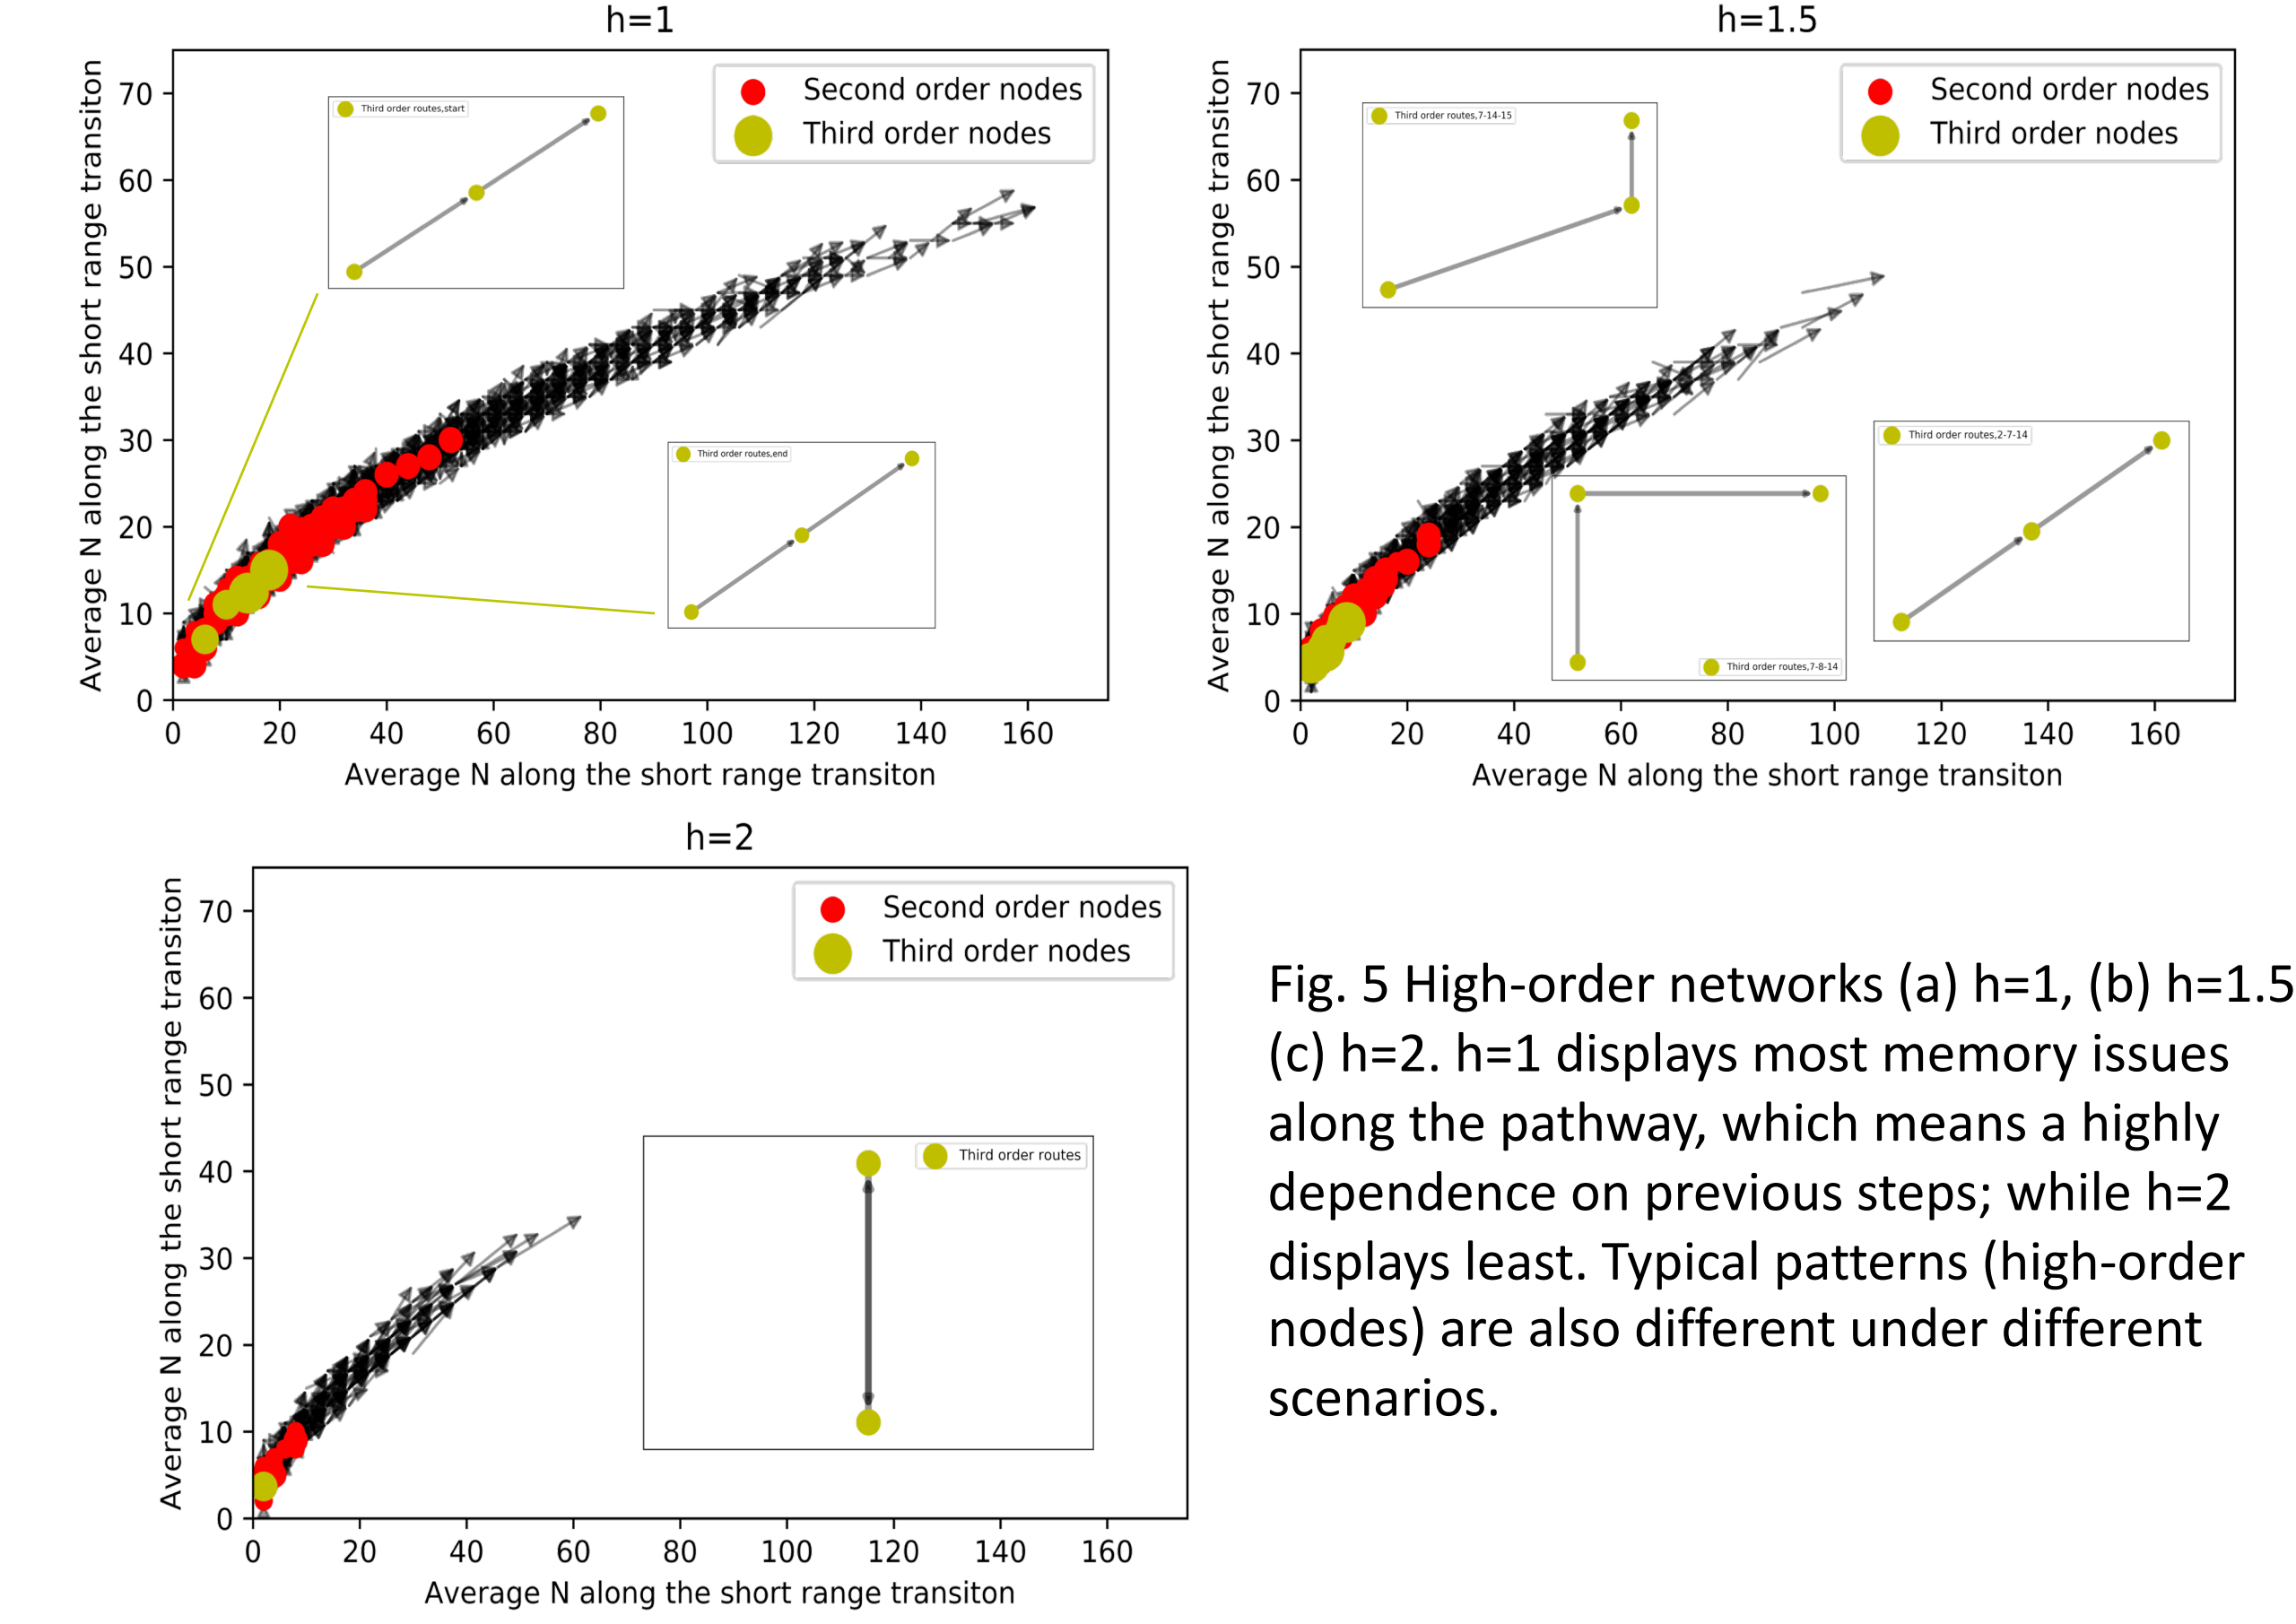 h=1
Average N along the short range transiton
70
60
50
40
30
20
10
0
Second order nodes
Third order nodes
Third order routes,start
Third order routes,end
0 20 40 60 80 100 120 140 160
Average N along the short range transiton
h=1.5
Average N along the short range transiton
70
60
50
40
30
20
10
0
Second order nodes
Third order nodes
Third order routes,7-14-15
Third order routes,2-7-14
Third order routes,7-8-14
0 20 40 60 80 100 120 140 160
Average N along the short range transiton
h=2
Average N along the short range transiton
70
60
50
40
30
20
10
0
Second order nodes
Third order nodes
Third order routes
0 20 40 60 80 100 120 140 160
Average N along the short range transiton
Fig. 5 High-order networks (a) h=1, (b) h=1.5
(c) h=2. h=1 displays most memory issues
along the pathway, which means a highly
dependence on previous steps; while h=2
displays least. Typical patterns (high-order
nodes) are also different under different
scenarios.